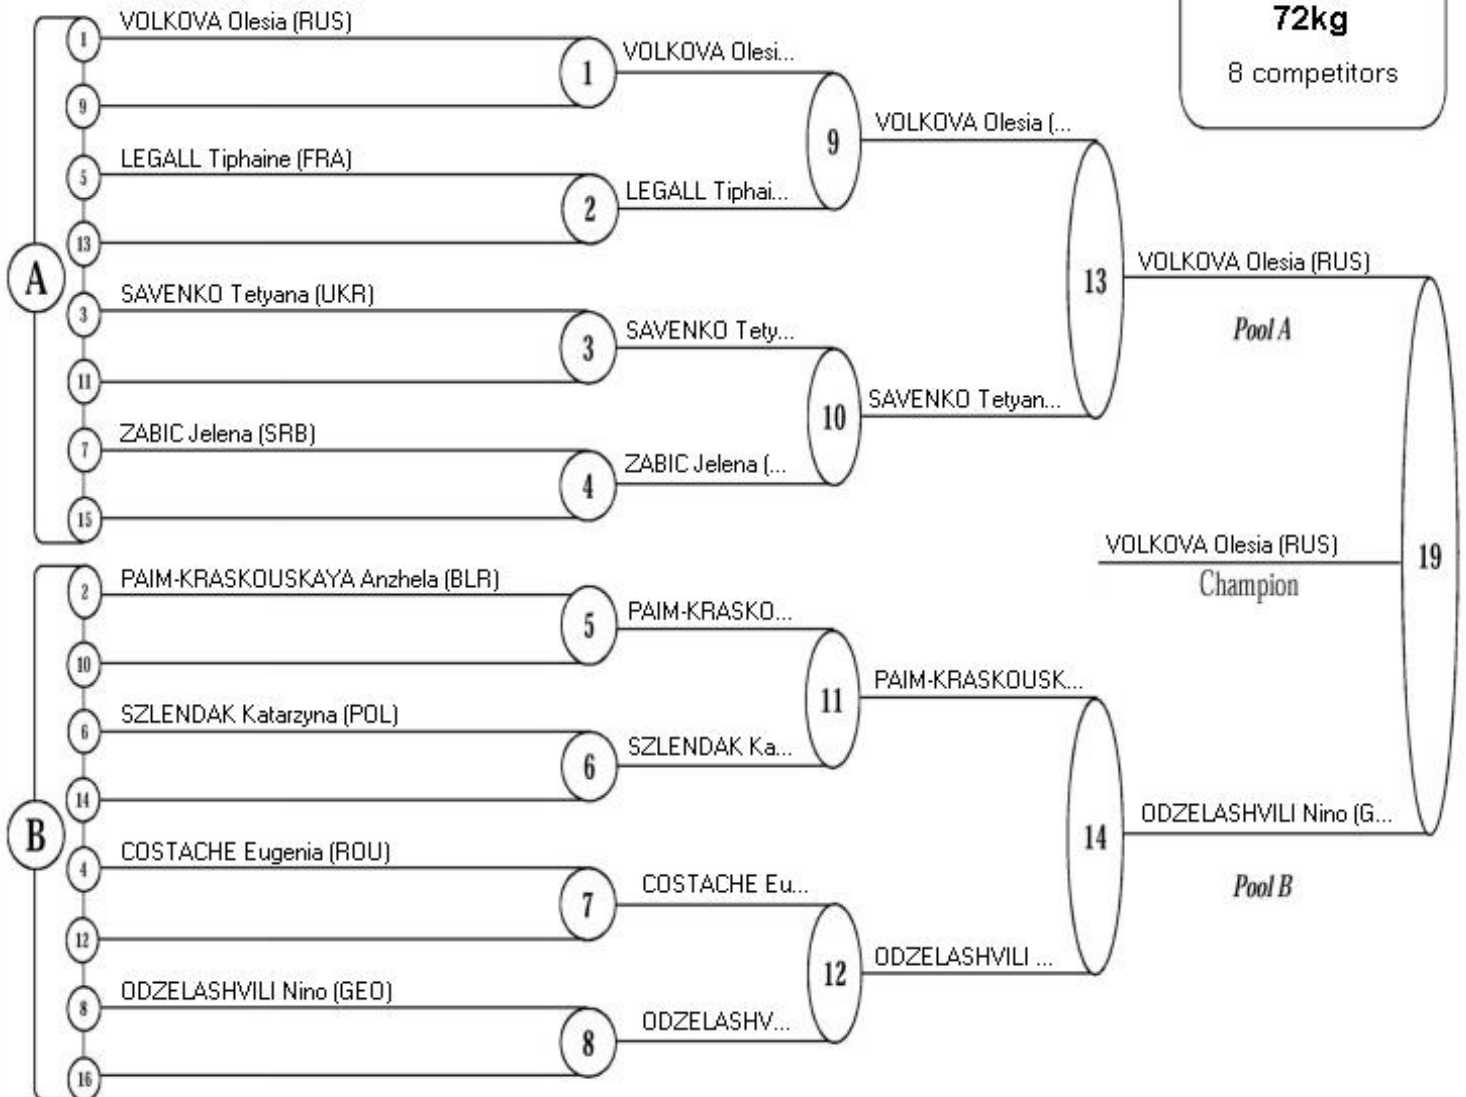 72kg
8 competitors
A
1
VOLKOVA Olesia (RUS)
9
1
VOLKOVA Olesi...
5
LEGALL Tiphaine (FRA)
13
2
LEGALL Tiphai...
9
VOLKOVA Olesia (...
3
SAVENKO Tetyana (UKR)
11
3
SAVENKO Tety...
7
ZABIC Jelena (SRB)
15
4
ZABIC Jelena (...
10
SAVENKO Tetyan...
13
VOLKOVA Olesia (RUS)
Pool A
B
2
PAIM-KRASKOUSKAYA Anzhela (BLR)
10
5
PAIM-KRASKO...
6
SZLENDAK Katarzyna (POL)
14
6
SZLENDAK Ka...
11
PAIM-KRASKOUSK...
4
COSTACHE Eugenia (ROU)
12
7
COSTACHE Eu...
8
ODZELASHVILI Nino (GEO)
16
8
ODZELASHV...
12
ODZELASHVILI ...
14
ODZELASHVILI Nino (G...
Pool B
19
VOLKOVA Olesia (RUS)
Champion